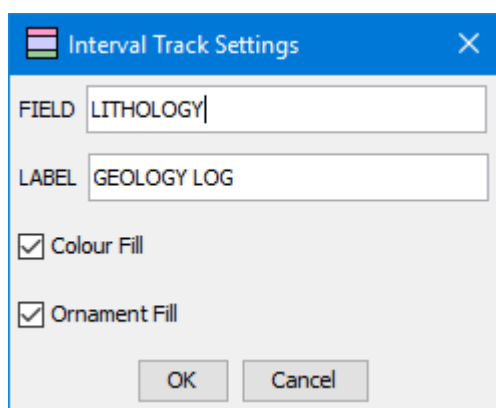 Interval Track Settings
FIELD LITHOLOGY
LABEL GEOLOGY LOG
Colour Fill
Ornament Fill
OK Cancel